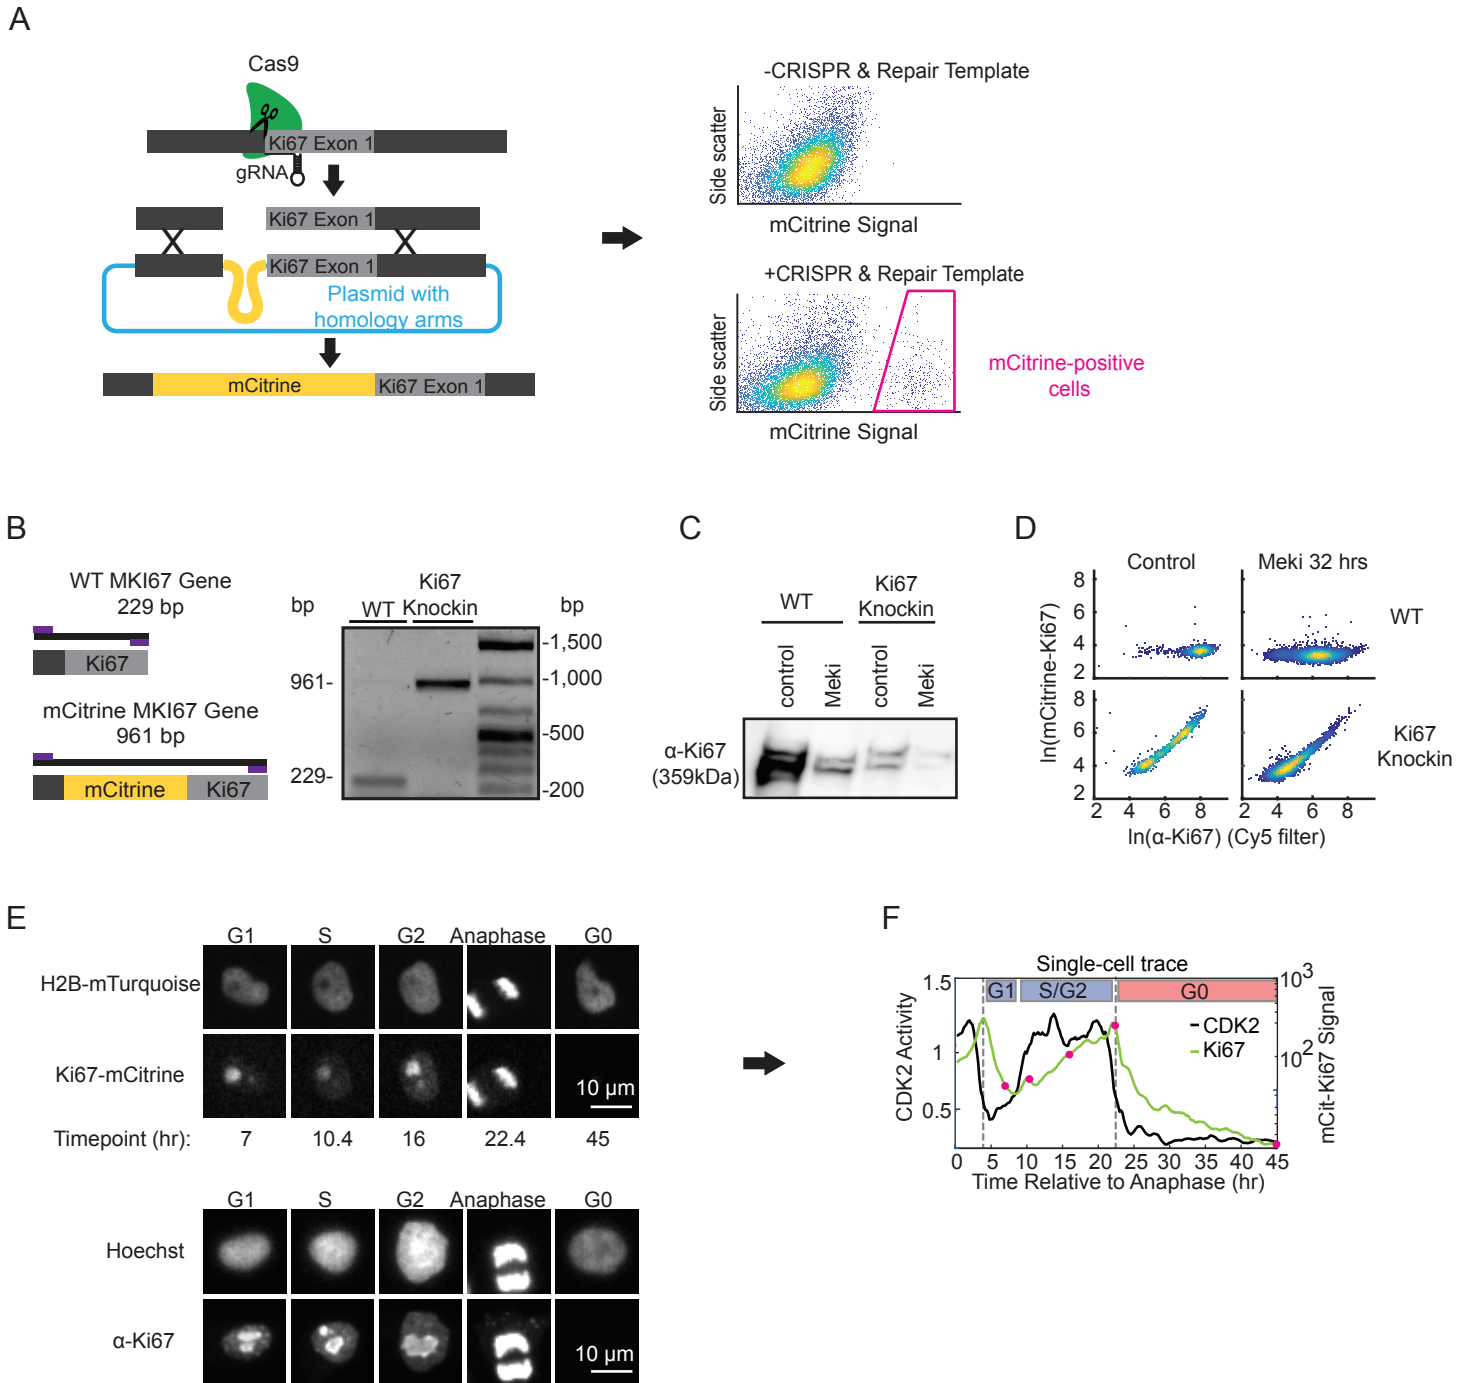 A
Cas9
Ki67 Exon 1
gRNA
Ki67 Exon 1
Ki67 Exon 1
Plasmid with
homology arms
mCitrine
Ki67 Exon 1
-CRISPR & Repair Template
Side scatter
mCitrine Signal
+CRISPR & Repair Template
Side scatter
mCitrine Signal
mCitrine-positive
cells
B
WT MKI67 Gene
229 bp
Ki67
mCitrine MKI67 Gene
961 bp
mCitrine
Ki67
bp
WT
Ki67
Knockin
bp
961-
229-
-1,500
-1,000
-500
-200
C
WT
Ki67
Knockin
control
Meki
control
Meki
α-Ki67
(359kDa)
D
Control
Meki 32 hrs
WT
Ki67
Knockin
ln(mCitrine-Ki67)
8
6
4
2
8
6
4
2
2 4 6 8
2 4 6 8
ln(α-Ki67) (Cy5 filter)
E
G1 S G2 Anaphase G0
H2B-mTurquoise
Ki67-mCitrine
10 µm
Timepoint (hr): 7 10.4 16 22.4 45
G1 S G2 Anaphase G0
Hoechst
α-Ki67
10 µm
F
Single-cell trace
G1
S/G2
G0
CDK2
Ki67
CDK2 Activity
1.5
1
0.5
10³
10²
mCit-Ki67 Signal
0 5 10 15 20 25 30 35 40 45
Time Relative to Anaphase (hr)